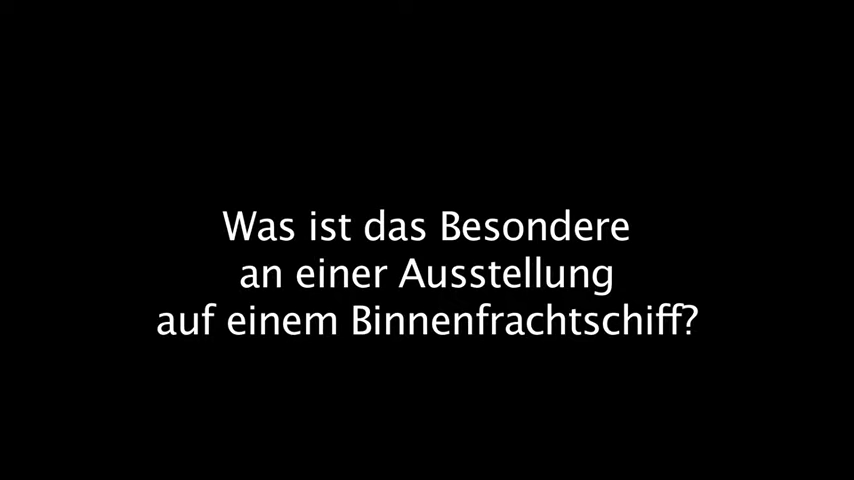 Was ist das Besondere
an einer Ausstellung
auf einem Binnenfrachtschiff?